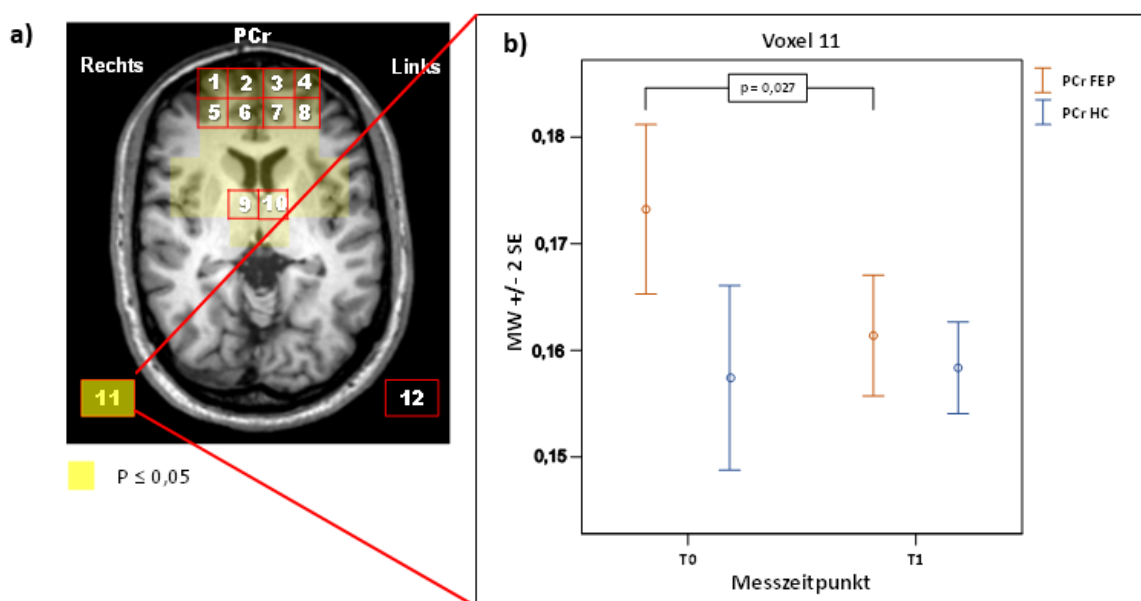 a)
PCr
Rechts
Links
1 2 3 4
5 6 7 8
9 10
11
12
P ≤ 0,05
b)
Voxel 11
p = 0,027
PCr FEP
PCr HC
MW +/- 2 SE
0,18
0,17
0,16
0,15
T0
T1
Messzeitpunkt